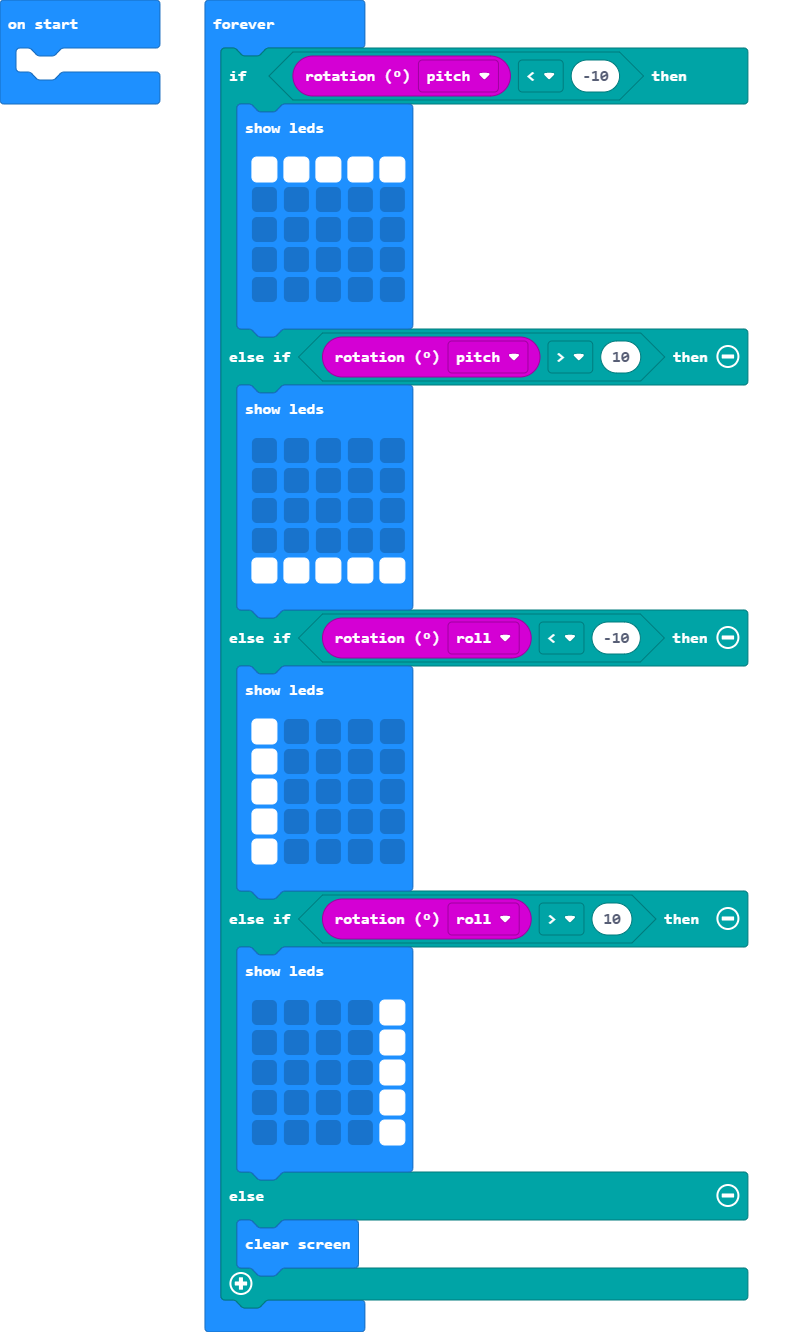 on start
forever
if rotation (º) pitch < -10 then
show leds
else if rotation (º) pitch > 10 then
show leds
else if rotation (º) roll < -10 then
show leds
else if rotation (º) roll > 10 then
show leds
else
clear screen